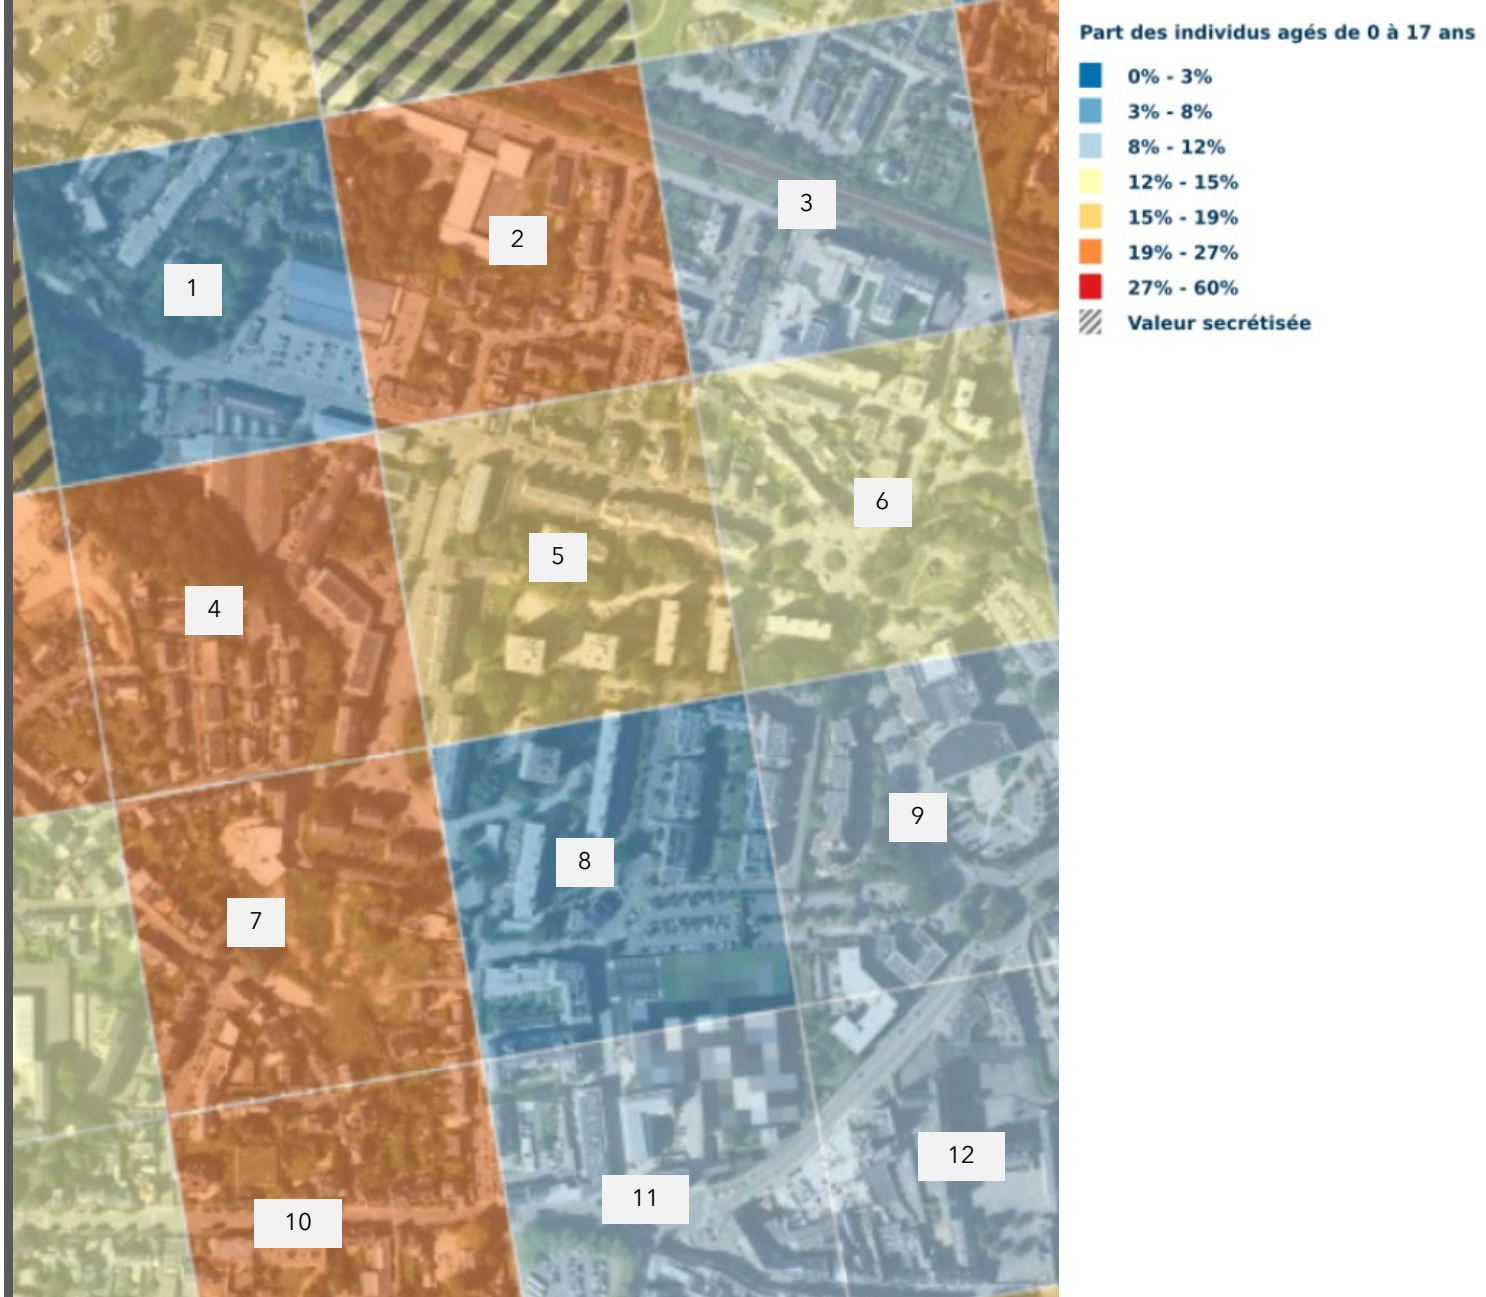 Part des individus agés de 0 à 17 ans
0% - 3%
3% - 8%
8% - 12%
12% - 15%
15% - 19%
19% - 27%
27% - 60%
Valeur secrétisée
1
2
3
4
5
6
7
8
9
10
11
12